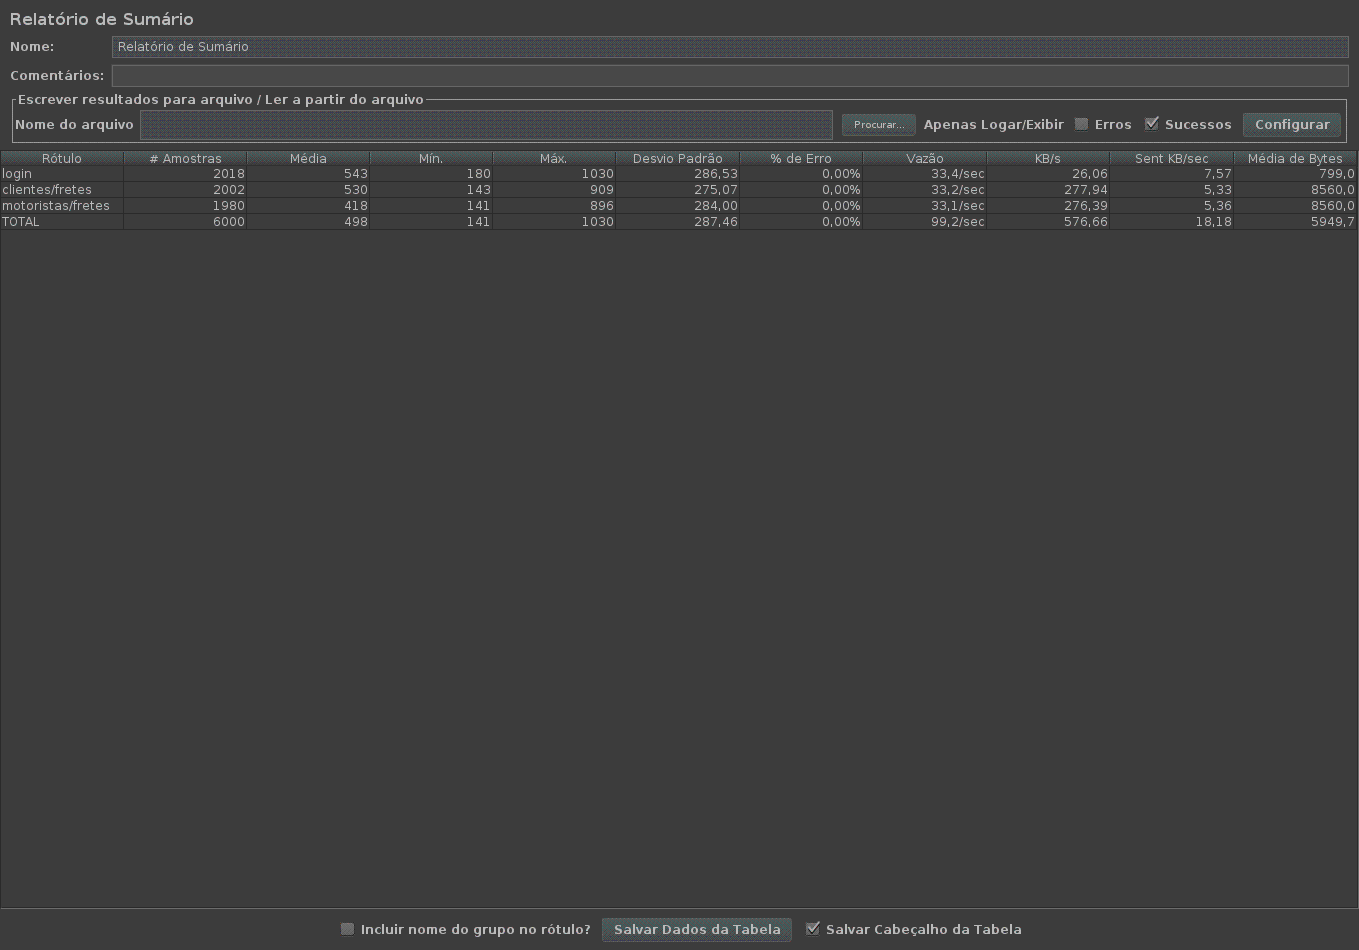 Relatório de Sumário
Nome: Relatório de Sumário
Comentários:
Escrever resultados para arquivo / Ler a partir do arquivo
Nome do arquivo Procurar... Apenas Logar/Exibir Erros Sucessos Configurar
Rótulo # Amostras Média Mín. Máx. Desvio Padrão % de Erro Vazão KB/s Sent KB/sec Média de Bytes
login 2018 543 180 1030 286,53 0,00% 33,4/sec 26,06 7,57 799,0
clientes/fretes 2002 530 143 909 275,07 0,00% 33,2/sec 277,94 5,33 8560,0
motoristas/fretes 1980 418 141 896 284,00 0,00% 33,1/sec 276,39 5,36 8560,0
TOTAL 6000 498 141 1030 287,46 0,00% 99,2/sec 576,66 18,18 5949,7
Incluir nome do grupo no rótulo? Salvar Dados da Tabela Salvar Cabeçalho da Tabela